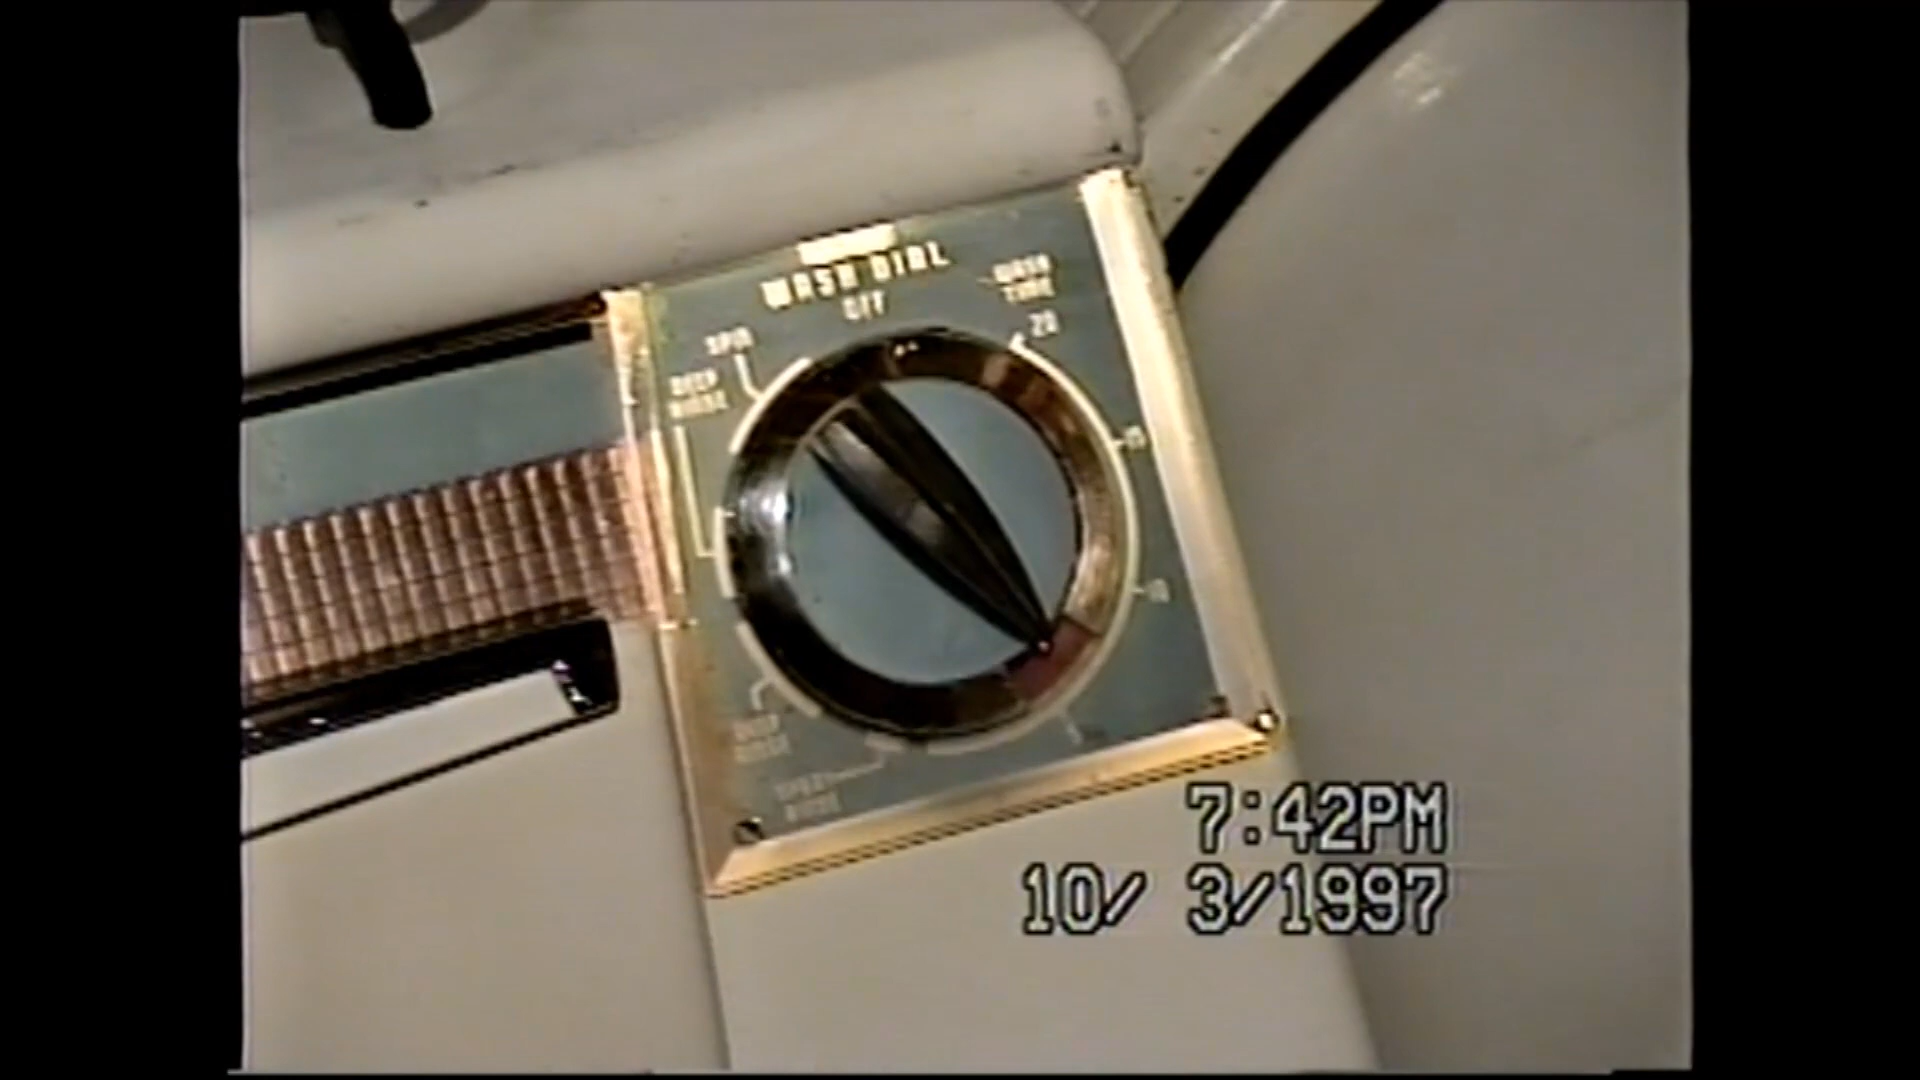 WASH DIAL
OFF
WASH
TIME
20
SPIN
DEEP
RINSE
15
10
DEEP
RINSE
SPRAY
RINSE
7:42PM
10/ 3/1997